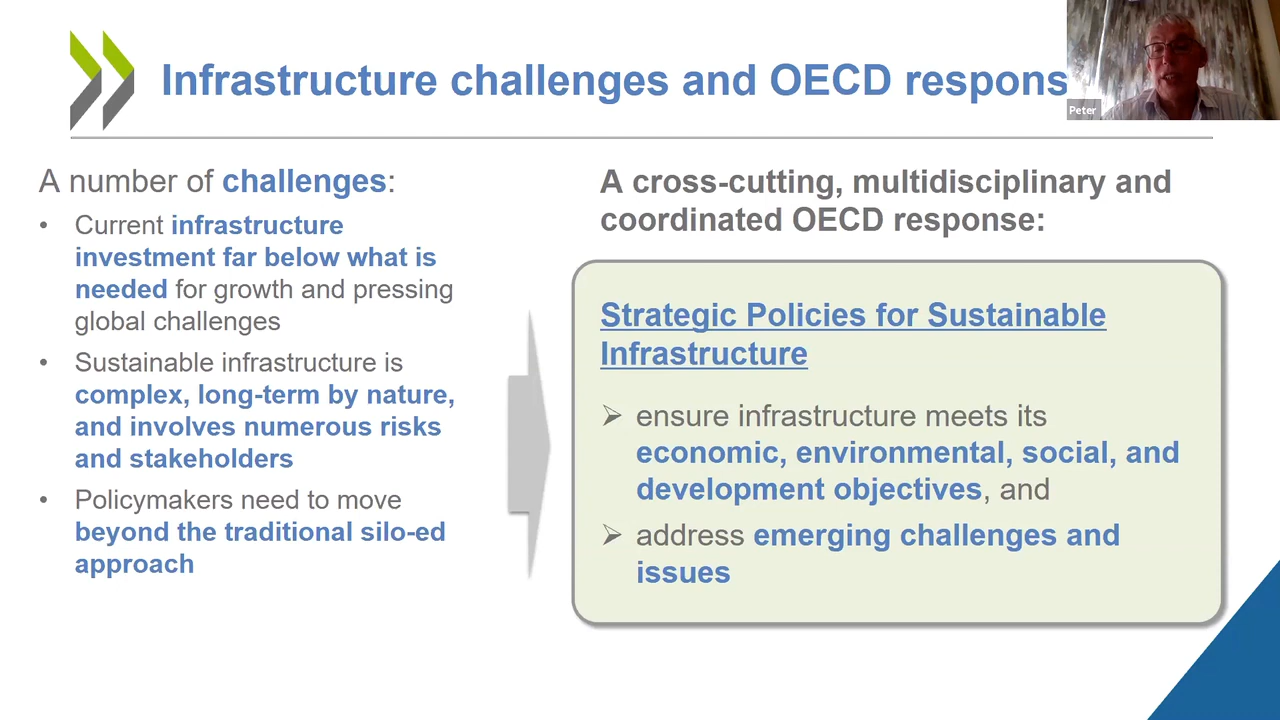 Infrastructure challenges and OECD respons
Peter
A number of challenges:
• Current infrastructure
investment far below what is
needed for growth and pressing
global challenges
• Sustainable infrastructure is
complex, long-term by nature,
and involves numerous risks
and stakeholders
• Policymakers need to move
beyond the traditional silo-ed
approach
A cross-cutting, multidisciplinary and
coordinated OECD response:
Strategic Policies for Sustainable
Infrastructure
➢ ensure infrastructure meets its
economic, environmental, social, and
development objectives, and
➢ address emerging challenges and
issues